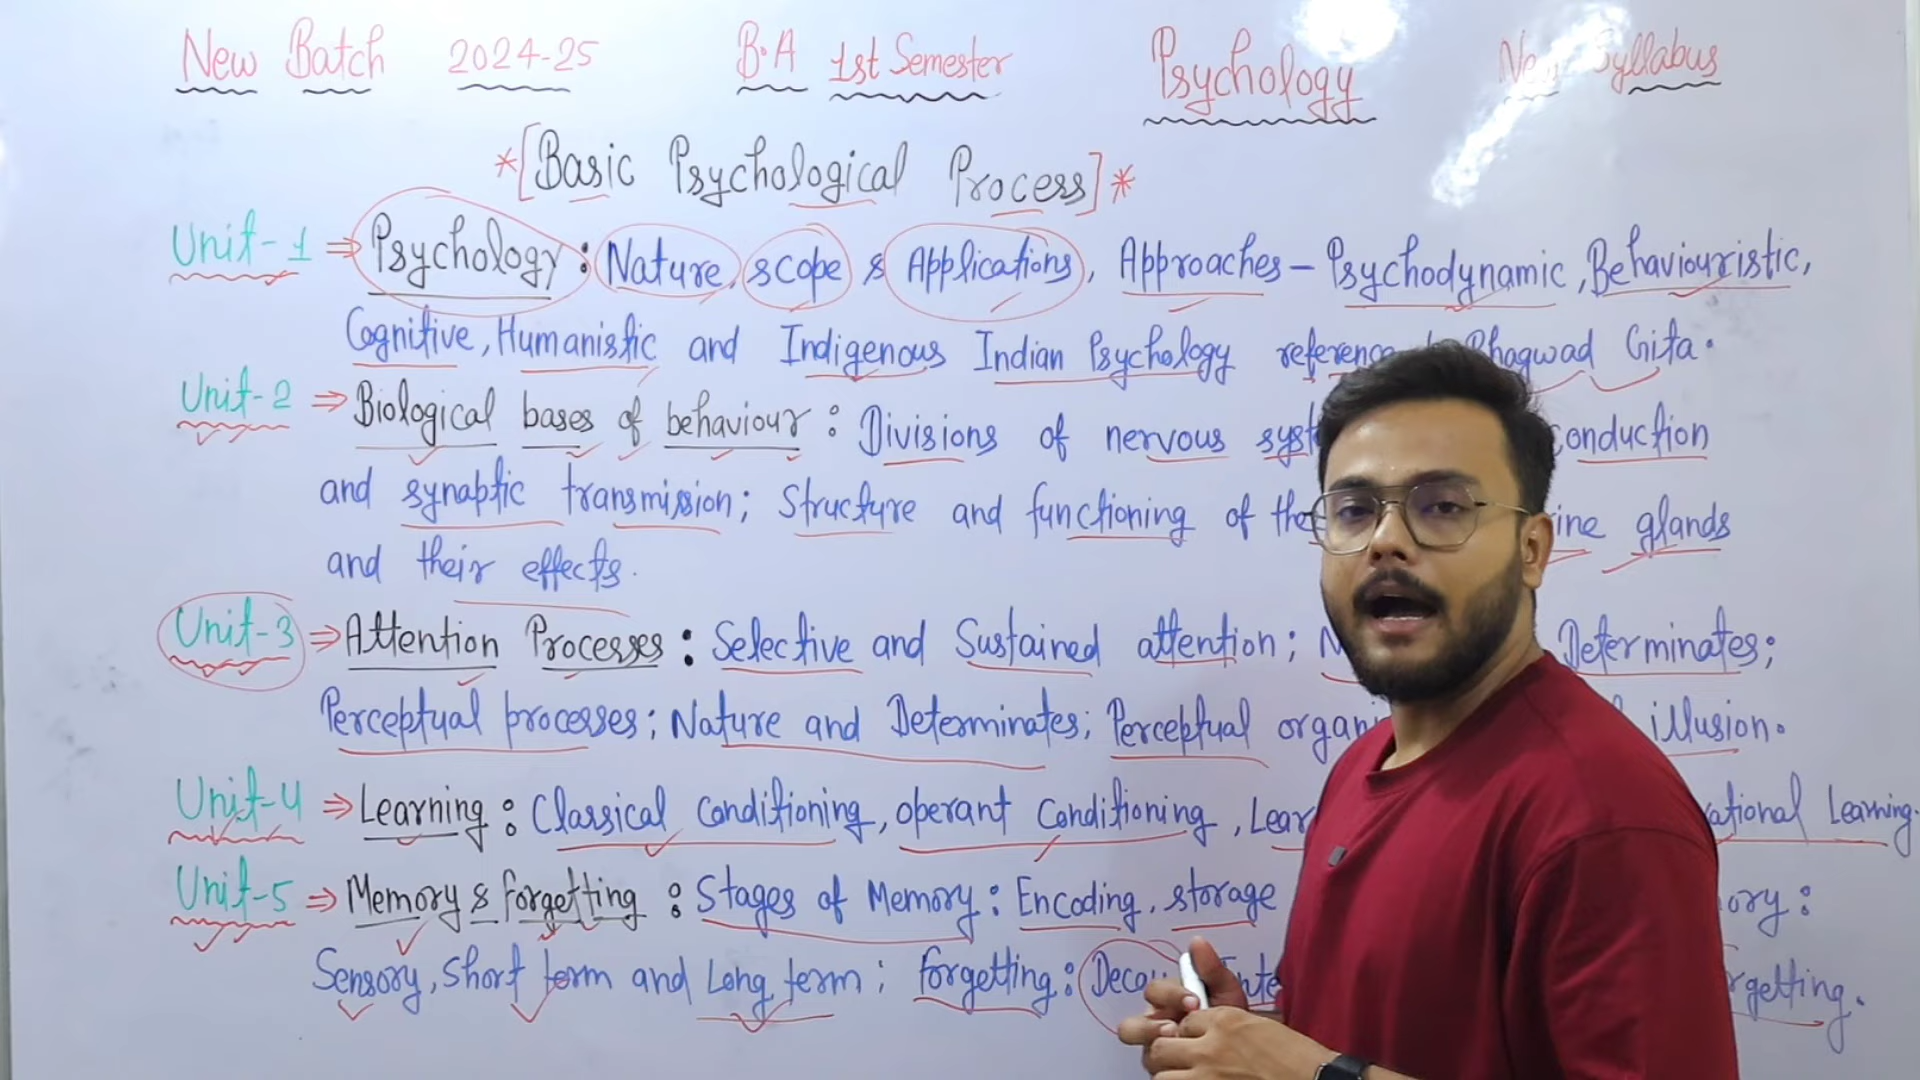 New Batch 2024-25 B.A 1st Semester Psychology New Syllabus
*[Basic Psychological Process]*
Unit-1 ⇒ Psychology: Nature, scope & Applications, Approaches – Psychodynamic, Behaviouristic,
Cognitive, Humanistic and Indigenous Indian Psychology reference Bhagwad Gita.
Unit-2 ⇒ Biological bases of behaviour: Divisions of nervous conduction
and synaptic transmission; Structure and functioning of the glands
and their effects.
Unit-3 ⇒ Attention Processes: Selective and Sustained attention; Determinates;
Perceptual processes; Nature and Determinates; Perceptual illusion.
Unit-4 ⇒ Learning: Classical Conditioning, operant Conditioning, Learning.
Unit-5 ⇒ Memory & forgetting: Stages of Memory: Encoding, storage
Sensory, Short term and Long term; forgetting: